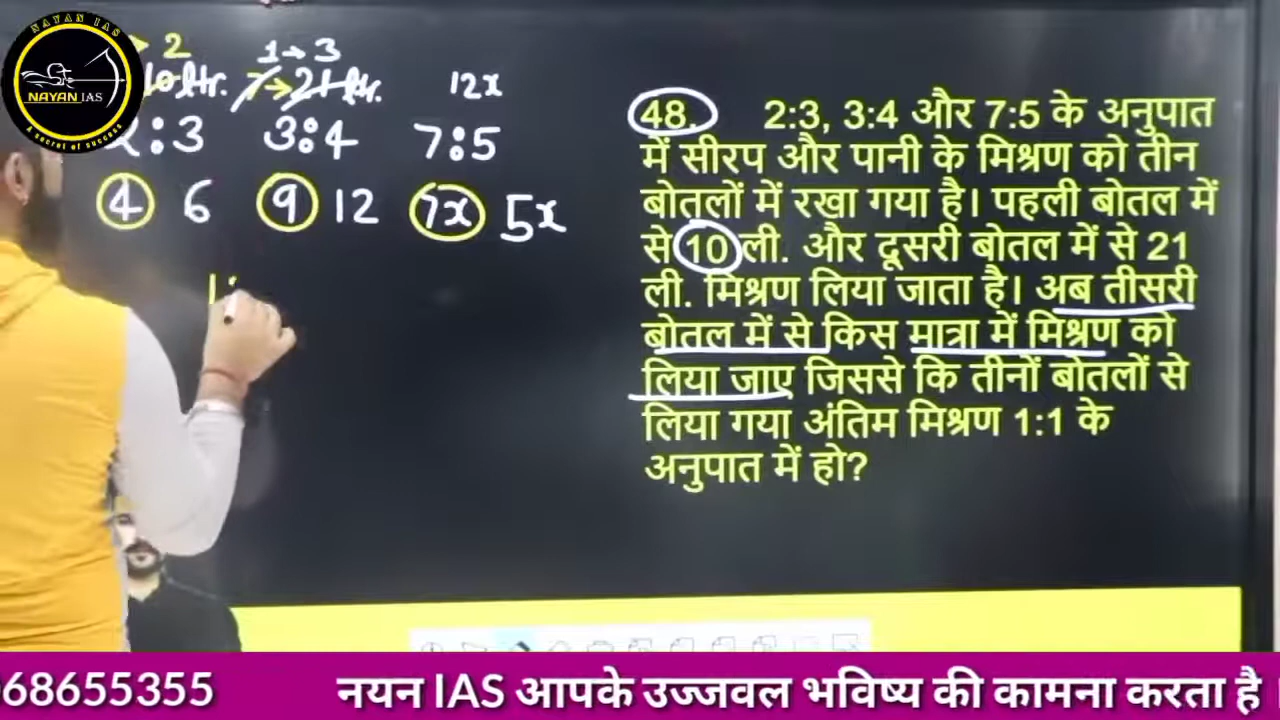 NAYAN IAS
NAYAN IAS
A secret of success
2
10 ltr.
1→3
7→21 ltr.
12x
2:3 3:4 7:5
4 6 9 12 7x 5x
48. 2:3, 3:4 और 7:5 के अनुपात
में सीरप और पानी के मिश्रण को तीन
बोतलों में रखा गया है। पहली बोतल में
से 10 ली. और दूसरी बोतल में से 21
ली. मिश्रण लिया जाता है। अब तीसरी
बोतल में से किस मात्रा में मिश्रण को
लिया जाए जिससे कि तीनों बोतलों से
लिया गया अंतिम मिश्रण 1:1 के
अनुपात में हो?
68655355 नयन IAS आपके उज्जवल भविष्य की कामना करता है ।